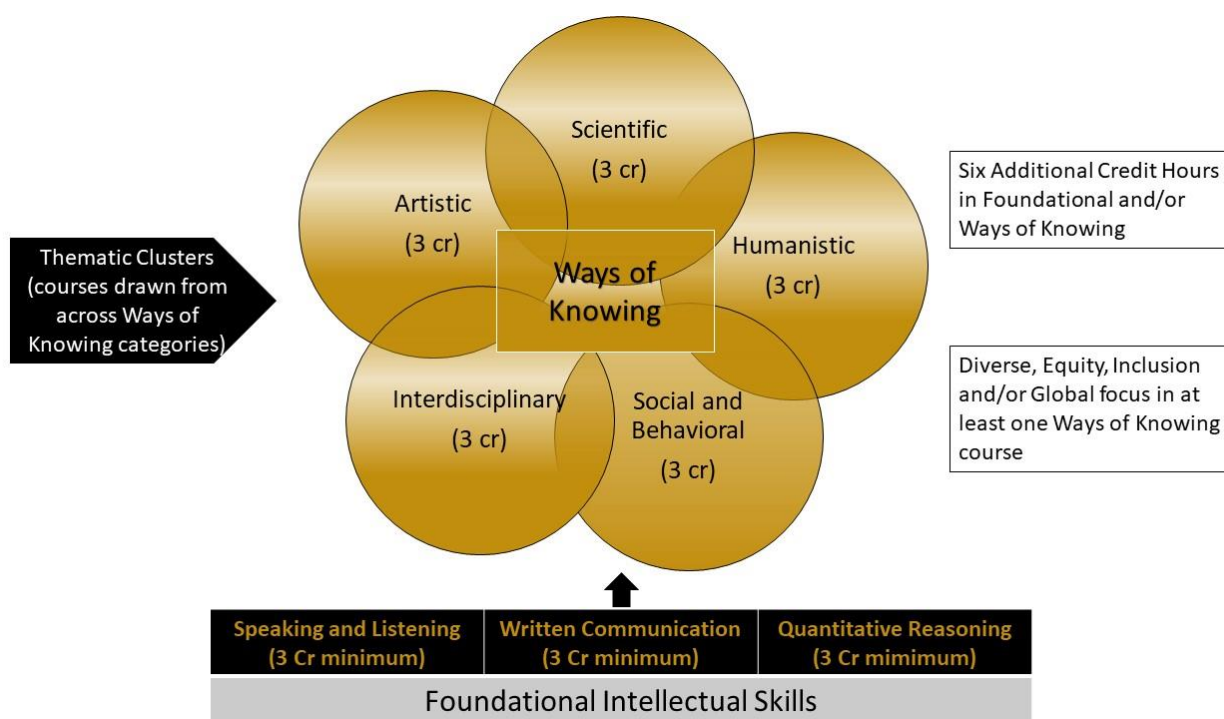 Scientific
(3 cr)
Artistic
(3 cr)
Humanistic
(3 cr)
Ways of
Knowing
Interdisciplinary
(3 cr)
Social and
Behavioral
(3 cr)
Thematic Clusters
(courses drawn from
across Ways of
Knowing categories)
Six Additional Credit Hours
in Foundational and/or
Ways of Knowing
Diverse, Equity, Inclusion
and/or Global focus in at
least one Ways of Knowing
course
Speaking and Listening
(3 Cr minimum)
Written Communication
(3 Cr minimum)
Quantitative Reasoning
(3 Cr mimimum)
Foundational Intellectual Skills